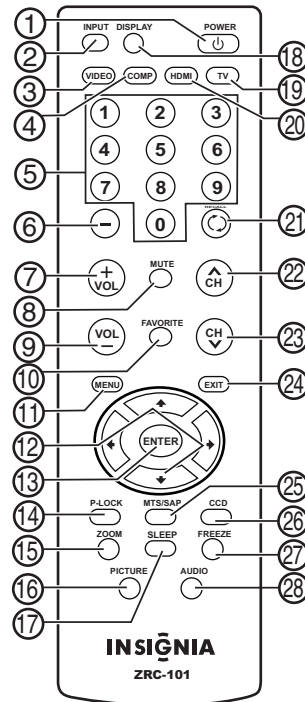 ① INPUT DISPLAY POWER
② ⑱
③ VIDEO COMP HDMI TV ⑲
④ ⑳
1 2 3
⑤ 4 5 6
7 8 9
RECALL
⑥ − 0 ㉑
⑦ + VOL MUTE CH ㉒
⑧
⑨ VOL − FAVORITE CH ㉓
⑩
⑪ MENU EXIT ㉔
⑫
⑬ ENTER
⑭ P-LOCK MTS/SAP CCD ㉕
㉖
⑮ ZOOM SLEEP FREEZE ㉗
⑯ PICTURE AUDIO ㉘
⑰
INSIGNIA
ZRC-101